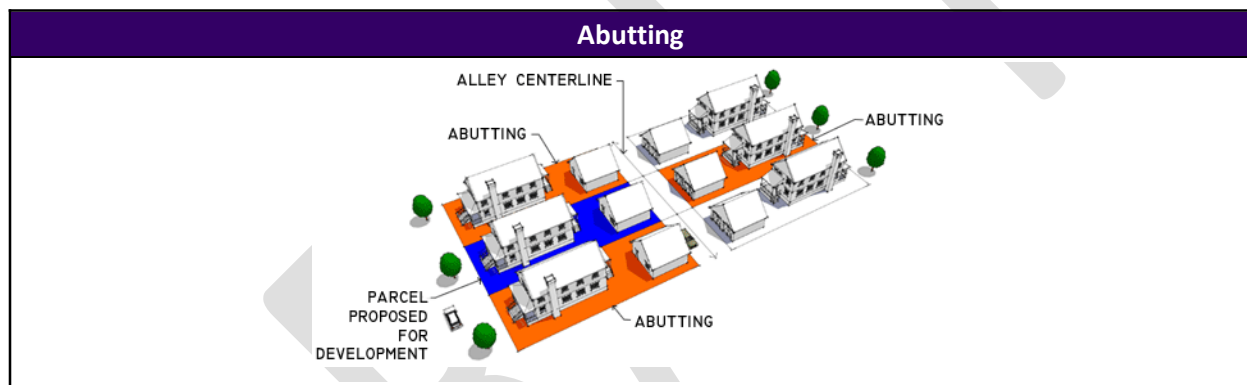 Abutting
ALLEY CENTERLINE
ABUTTING
ABUTTING
PARCEL
PROPOSED
FOR
DEVELOPMENT
ABUTTING